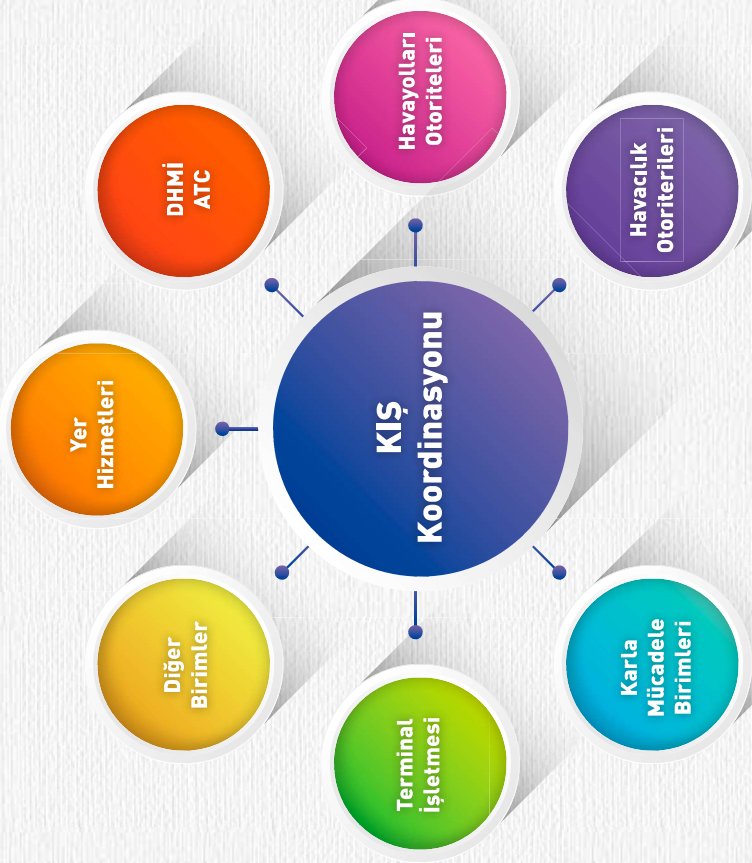 Yer
Hizmetleri
Diğer
Birimler
DHMİ
ATC
Terminal
İşletmesi
KIŞ
Koordinasyonu
Havayolları
Otoriteleri
Karla
Mücadele
Birimleri
Havacılık
Otoriterileri